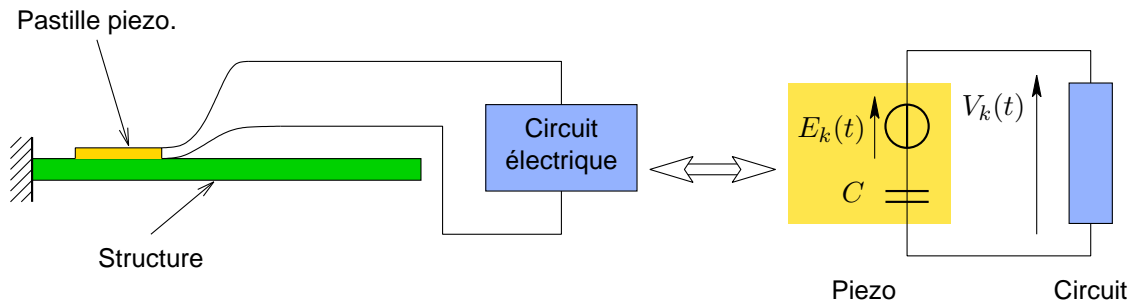 Pastille piezo.
Circuit
électrique
Structure
E_k(t)
C
V_k(t)
Piezo
Circuit